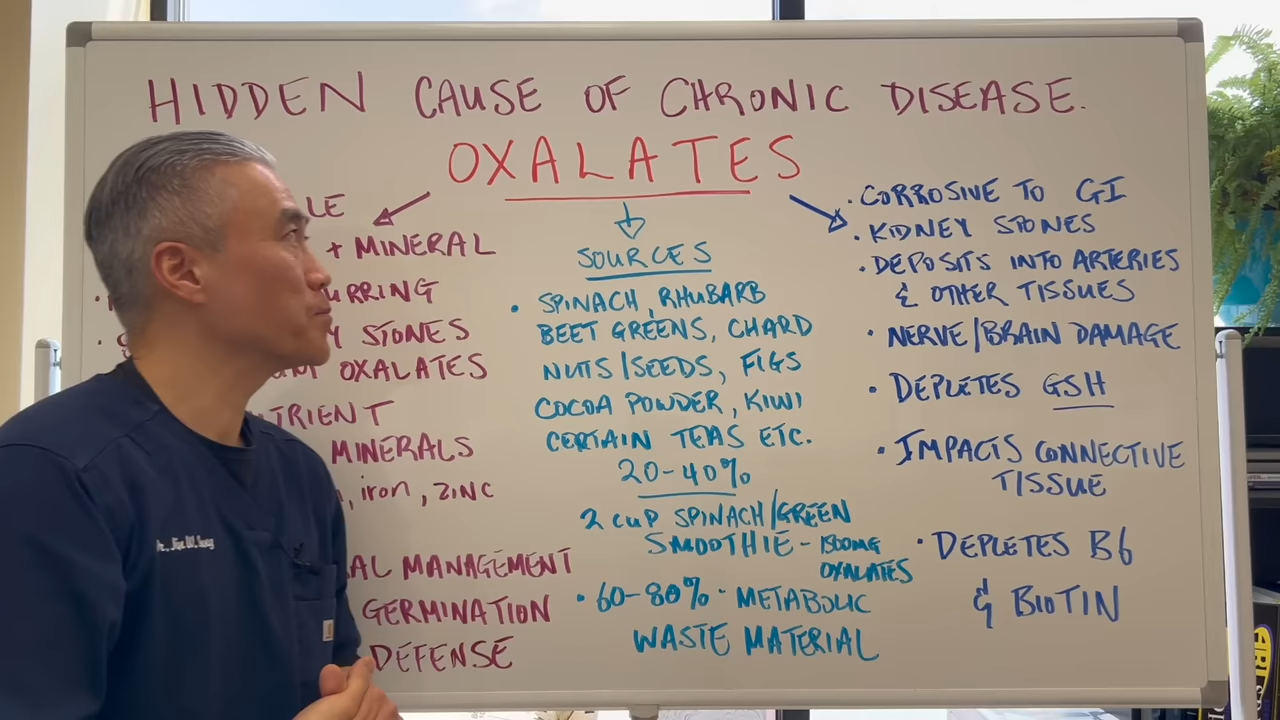 HIDDEN CAUSE OF CHRONIC DISEASE.
OXALATES
LE
+ MINERAL
URRING
STONES
OXALATES
TRIENT
MINERALS
, iron, ZINC
AL MANAGEMENT
GERMINATION
DEFENSE
SOURCES
• SPINACH, RHUBARB
BEET GREENS, CHARD
NUTS/SEEDS, FIGS
COCOA POWDER, KIWI
CERTAIN TEAS ETC.
20-40%
2 CUP SPINACH/GREEN
SMOOTHIE - 1500mg
OXALATES
• 60-80% • METABOLIC
WASTE MATERIAL
• CORROSIVE TO GI
• KIDNEY STONES
• DEPOSITS INTO ARTERIES
& OTHER TISSUES
• NERVE/BRAIN DAMAGE
• DEPLETES GSH
• IMPACTS CONNECTIVE
TISSUE
• DEPLETES B6
& BIOTIN